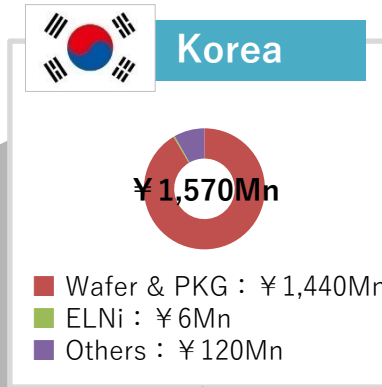 Korea
￥1,570Mn
Wafer & PKG：￥1,440Mn
ELNi：￥6Mn
Others：￥120Mn